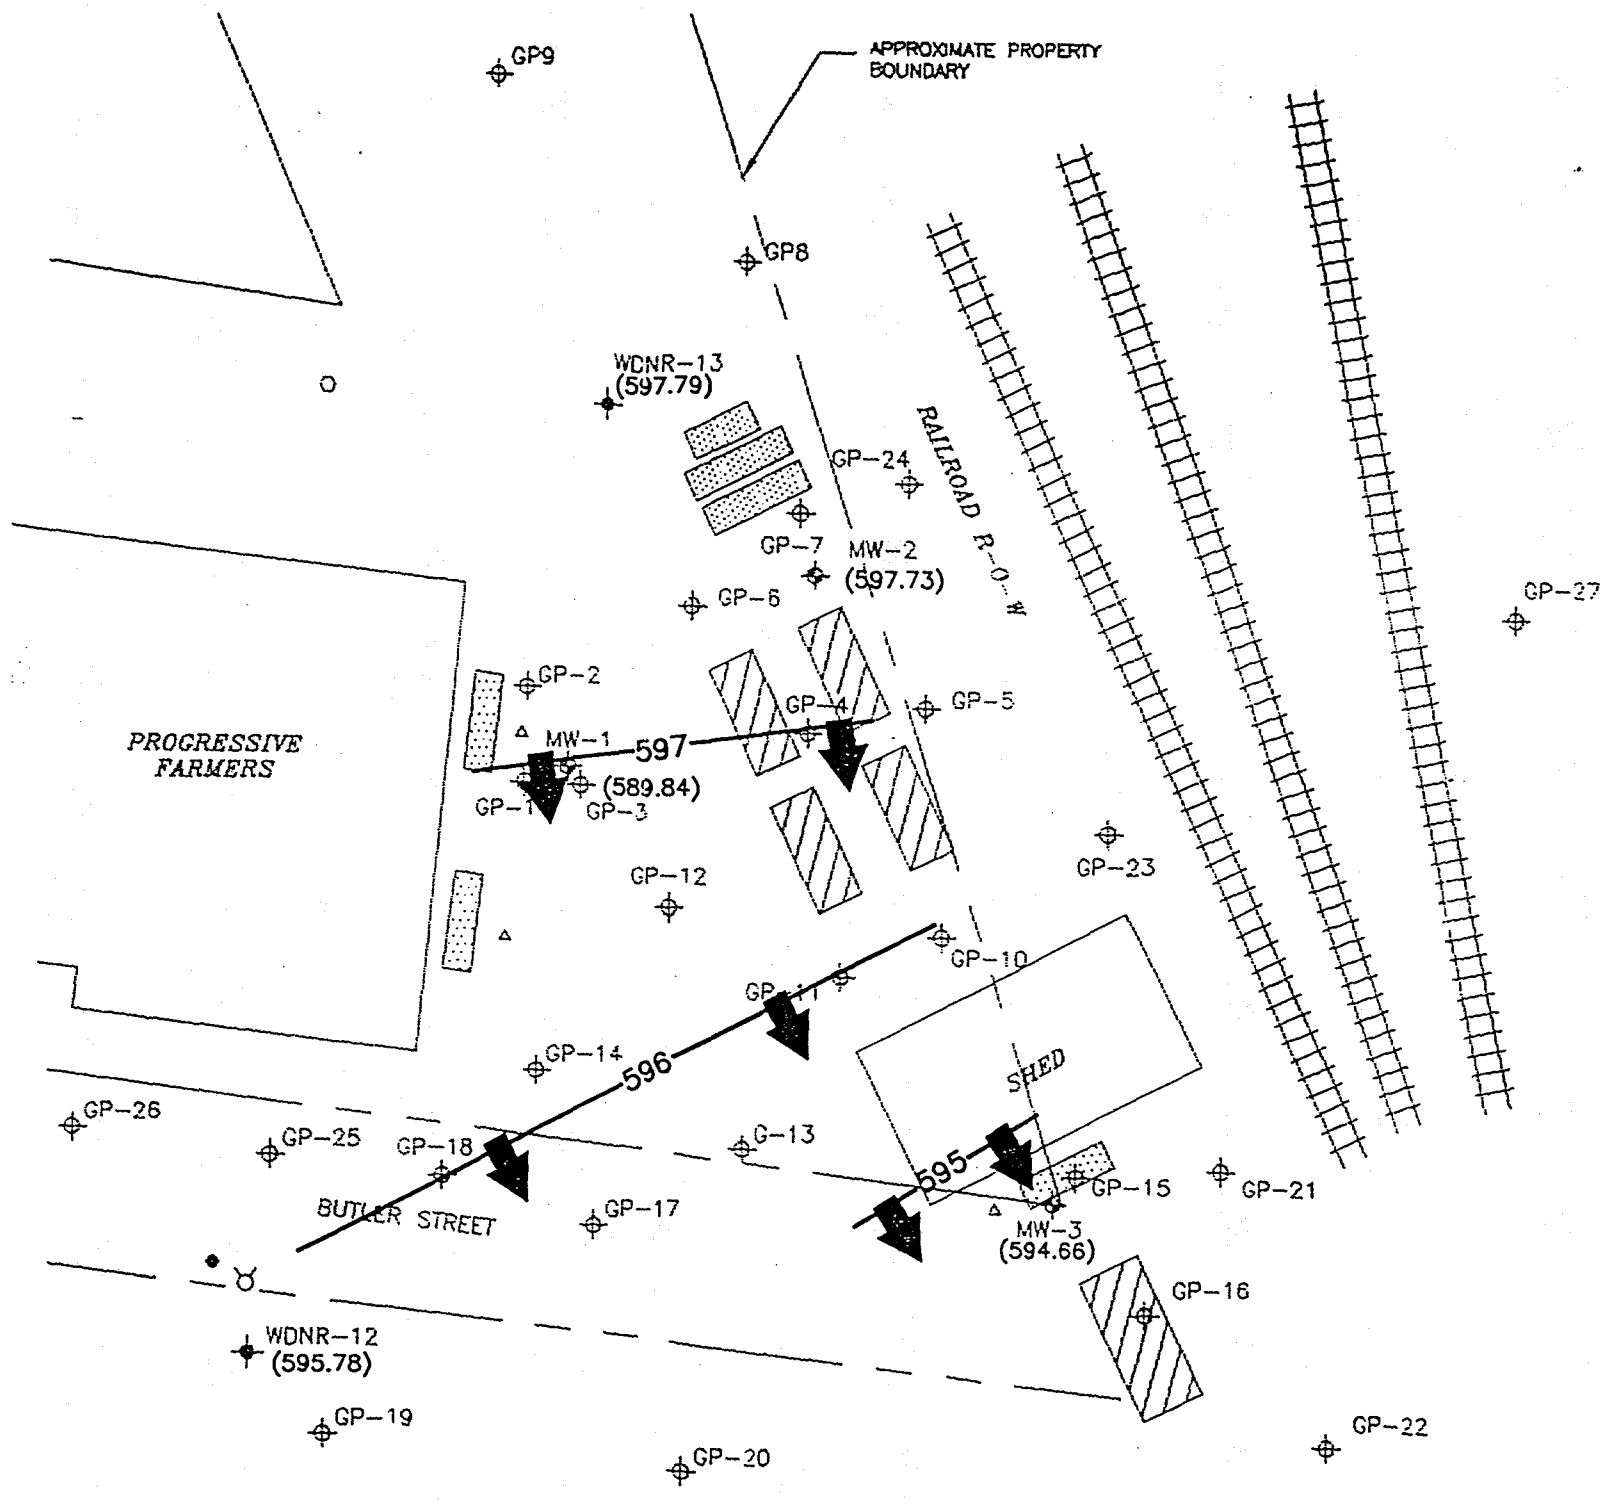 GP9
APPROXIMATE PROPERTY
BOUNDARY
GP8
WDNR-13
(597.79)
RAILROAD R-O-W
GP-24
GP-7
MW-2
(597.73)
GP-6
GP-27
GP-2
GP-4
GP-5
PROGRESSIVE
FARMERS
MW-1
597
(589.84)
GP-1
GP-3
GP-12
GP-23
GP-10
GP-11
GP-14
596
SHED
GP-26
GP-25
GP-18
G-13
595
GP-15
GP-21
BUTLER STREET
GP-17
MW-3
(594.66)
GP-16
WDNR-12
(595.78)
GP-19
GP-20
GP-22